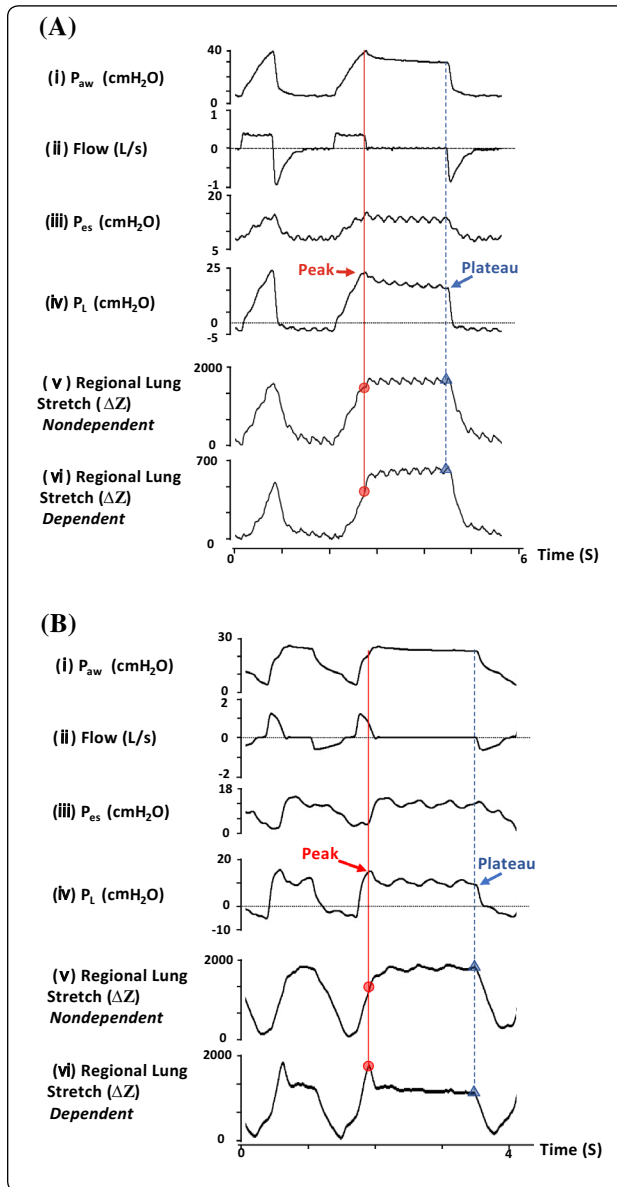 (A)
40
(i) Paw (cmH2O)
0
1
(ii) Flow (L/s)
0
-1
20
(iii) Pes (cmH2O)
5
25
Peak
Plateau
(iv) PL (cmH2O)
0
-5
2000
(v) Regional Lung
Stretch (ΔZ)
Nondependent
0
700
(vi) Regional Lung
Stretch (ΔZ)
Dependent
0
0
6
Time (S)
(B)
30
(i) Paw (cmH2O)
0
2
(ii) Flow (L/s)
0
-2
18
(iii) Pes (cmH2O)
0
Peak
Plateau
20
(iv) PL (cmH2O)
0
-10
2000
(v) Regional Lung
Stretch (ΔZ)
Nondependent
0
2000
(vi) Regional Lung
Stretch (ΔZ)
Dependent
0
0
4
Time (S)